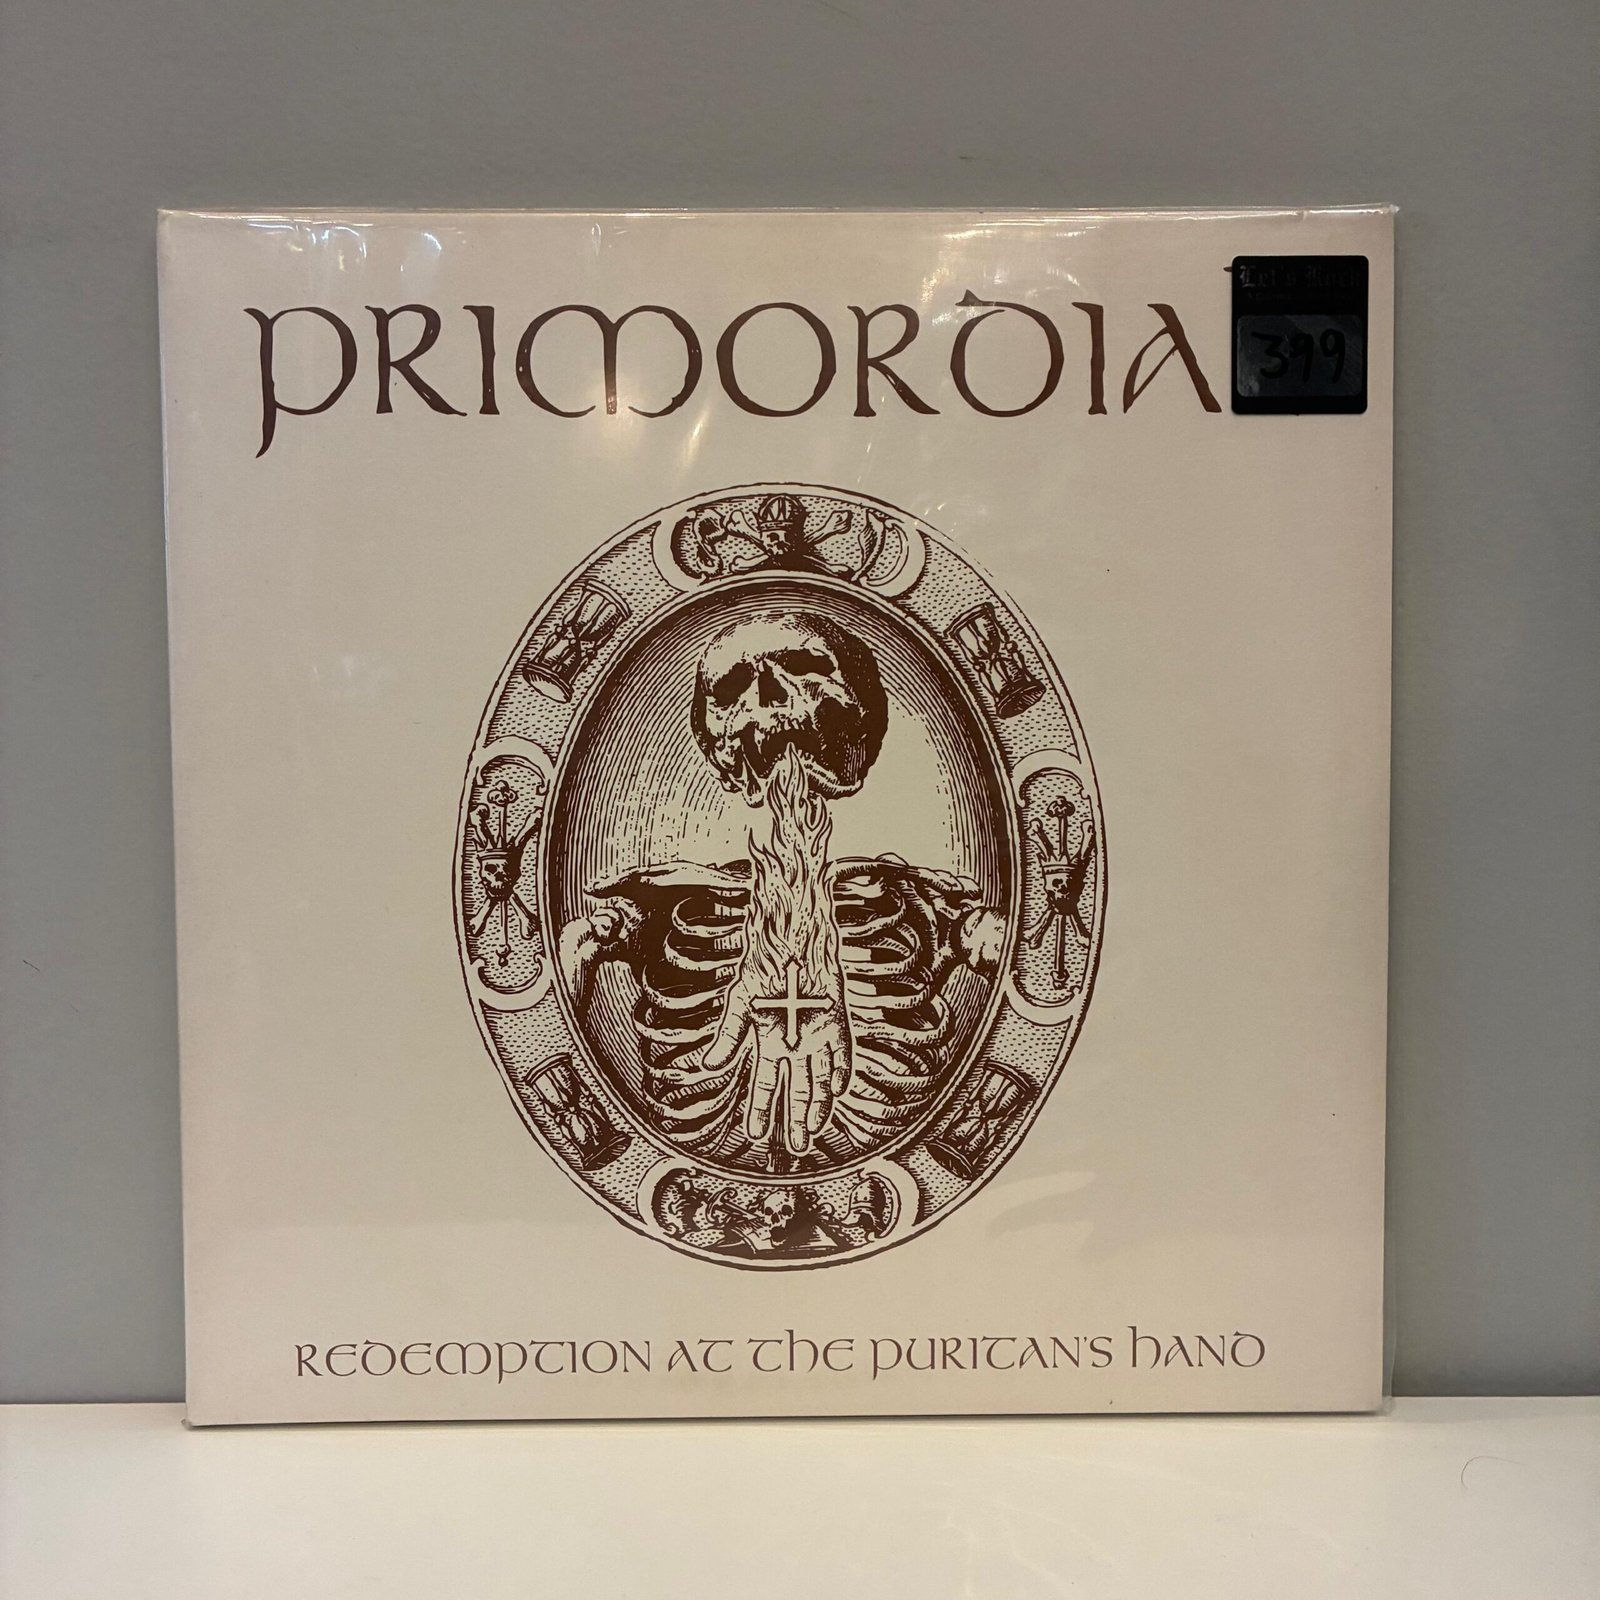 PRIMORDIA
Let's Rock
399
REDEMPTION AT THE PURITAN'S HAND